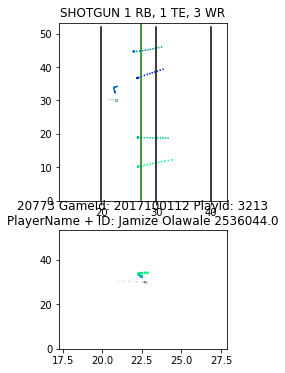 SHOTGUN 1 RB, 1 TE, 3 WR
50
40
30
20
10
0
20 30 40
20773 GameId: 2017100112 PlayId: 3213
PlayerName + ID: Jamize Olawale 2536044.0
40
20
0
17.5 20.0 22.5 25.0 27.5